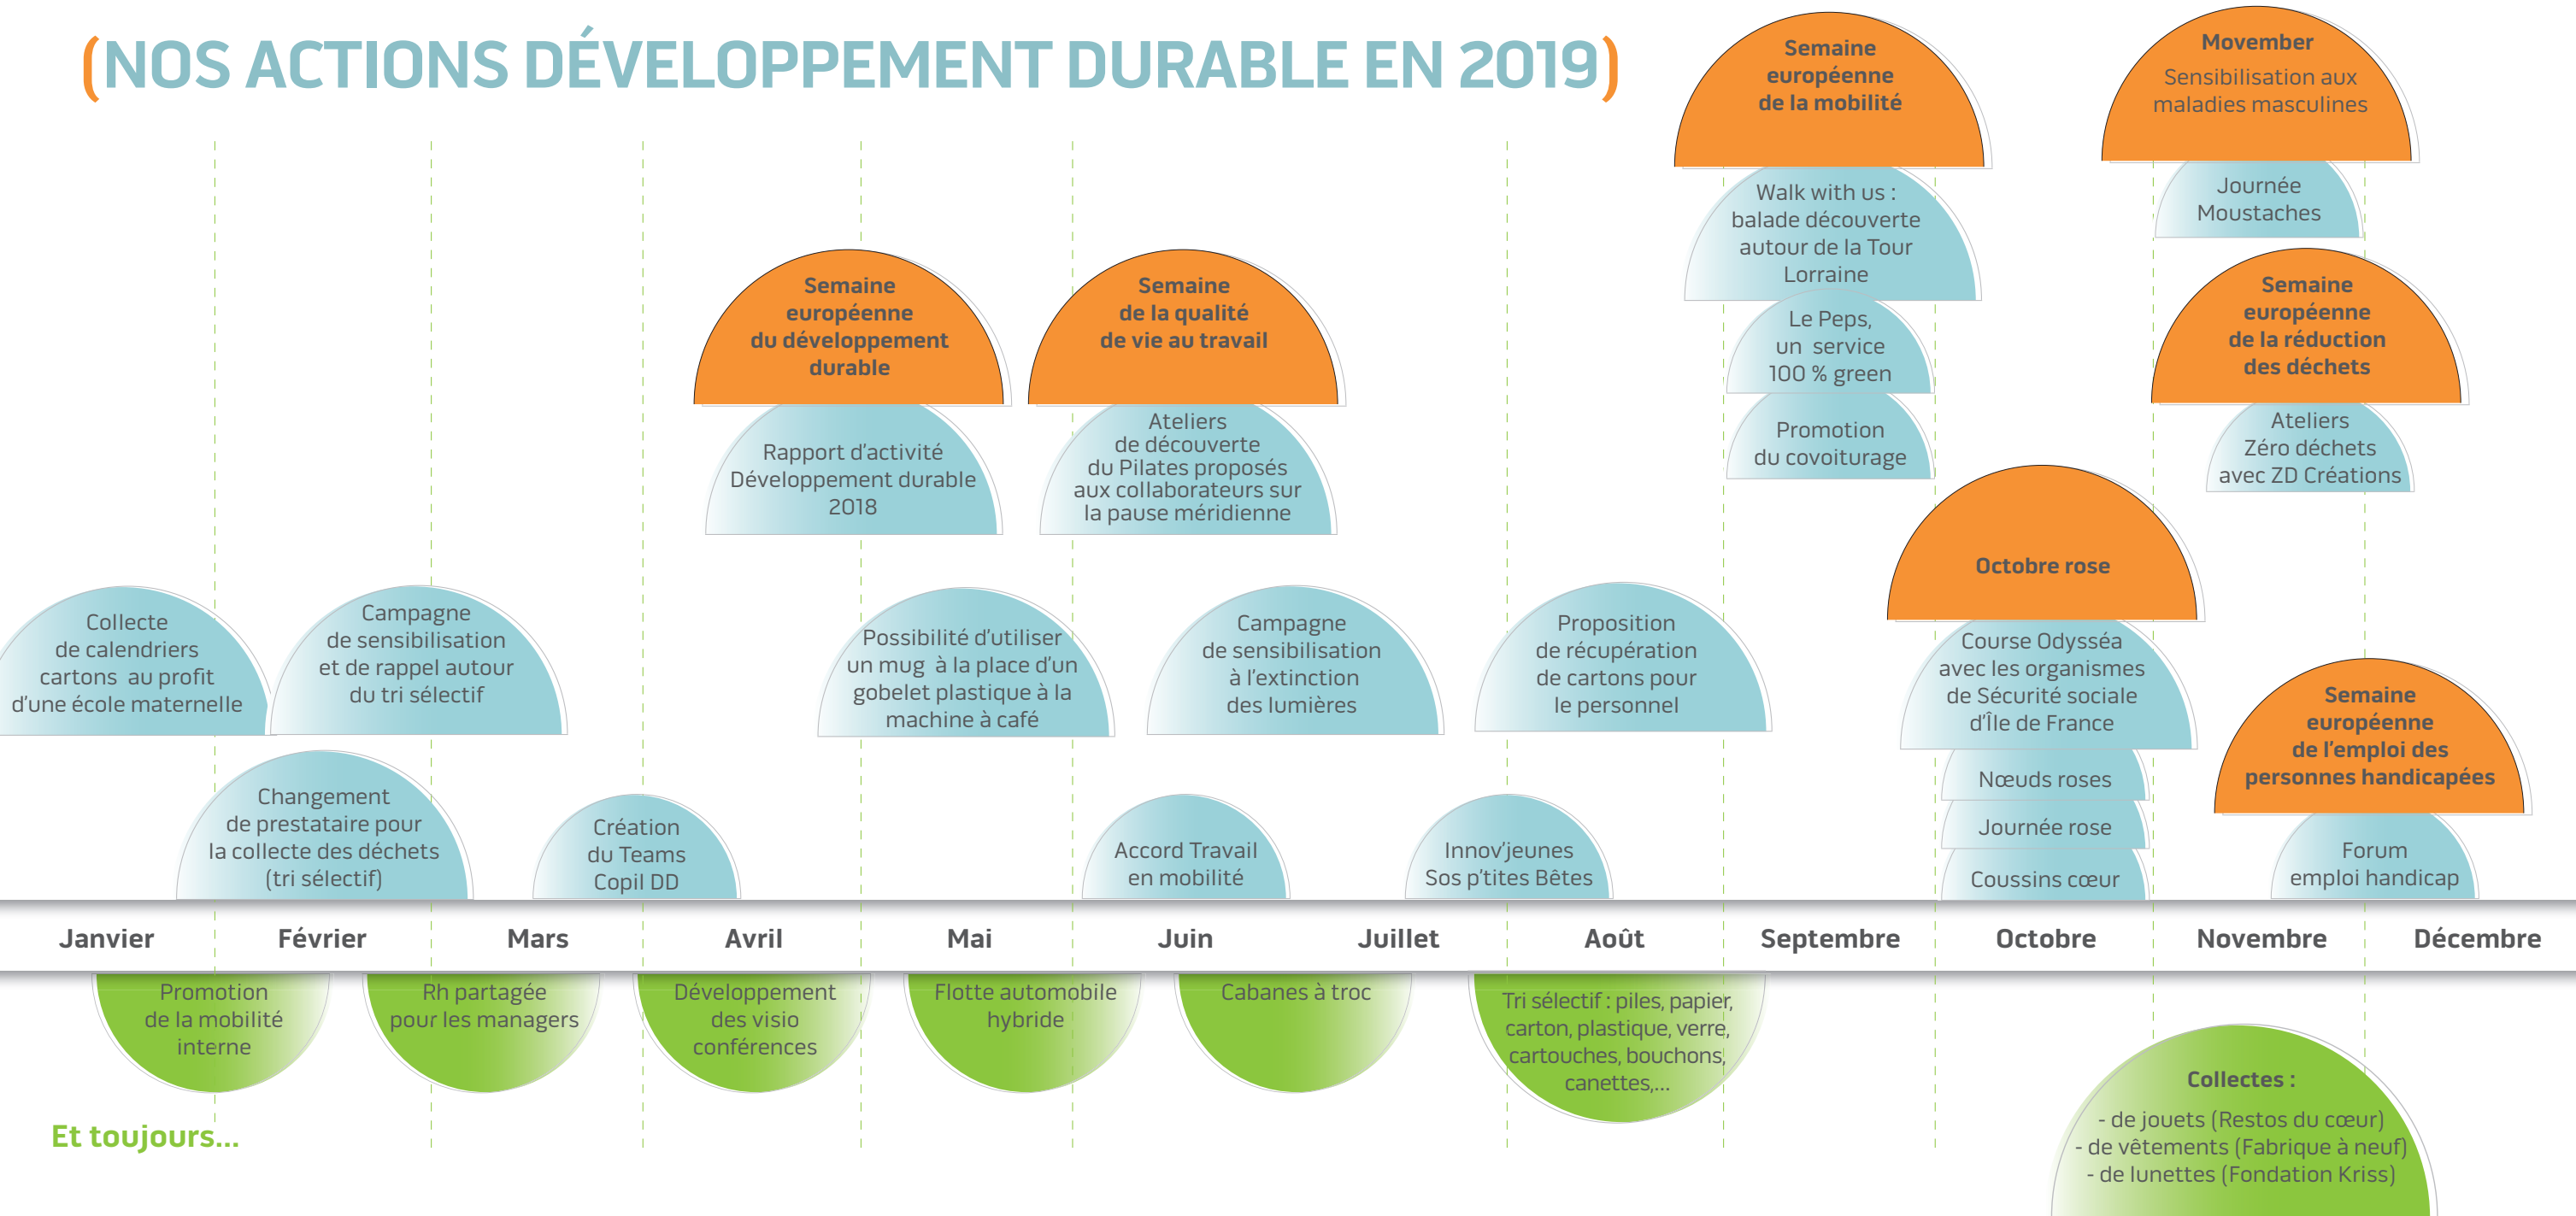 (NOS ACTIONS DÉVELOPPEMENT DURABLE EN 2019)
Semaine
européenne
de la mobilité
Walk with us :
balade découverte
autour de la Tour
Lorraine
Le Peps,
un service
100 % green
Promotion
du covoiturage
Movember
Sensibilisation aux
maladies masculines
Journée
Moustaches
Semaine
européenne
du développement
durable
Rapport d'activité
Développement durable
2018
Semaine
de la qualité
de vie au travail
Ateliers
de découverte
du Pilates proposés
aux collaborateurs sur
la pause méridienne
Semaine
européenne
de la réduction
des déchets
Ateliers
Zéro déchets
avec ZD Créations
Octobre rose
Course Odysséa
avec les organismes
de Sécurité sociale
d'Île de France
Nœuds roses
Journée rose
Coussins cœur
Semaine
européenne
de l'emploi des
personnes handicapées
Forum
emploi handicap
Collecte
de calendriers
cartons au profit
d'une école maternelle
Campagne
de sensibilisation
et de rappel autour
du tri sélectif
Possibilité d'utiliser
un mug à la place d'un
gobelet plastique à la
machine à café
Campagne
de sensibilisation
à l'extinction
des lumières
Proposition
de récupération
de cartons pour
le personnel
Changement
de prestataire pour
la collecte des déchets
(tri sélectif)
Création
du Teams
Copil DD
Accord Travail
en mobilité
Innov'jeunes
Sos p'tites Bêtes
Janvier
Février
Mars
Avril
Mai
Juin
Juillet
Août
Septembre
Octobre
Novembre
Décembre
Promotion
de la mobilité
interne
Rh partagée
pour les managers
Développement
des visio
conférences
Flotte automobile
hybride
Cabanes à troc
Tri sélectif : piles, papier,
carton, plastique, verre,
cartouches, bouchons,
canettes,...
Et toujours...
Collectes :
- de jouets (Restos du cœur)
- de vêtements (Fabrique à neuf)
- de lunettes (Fondation Kriss)